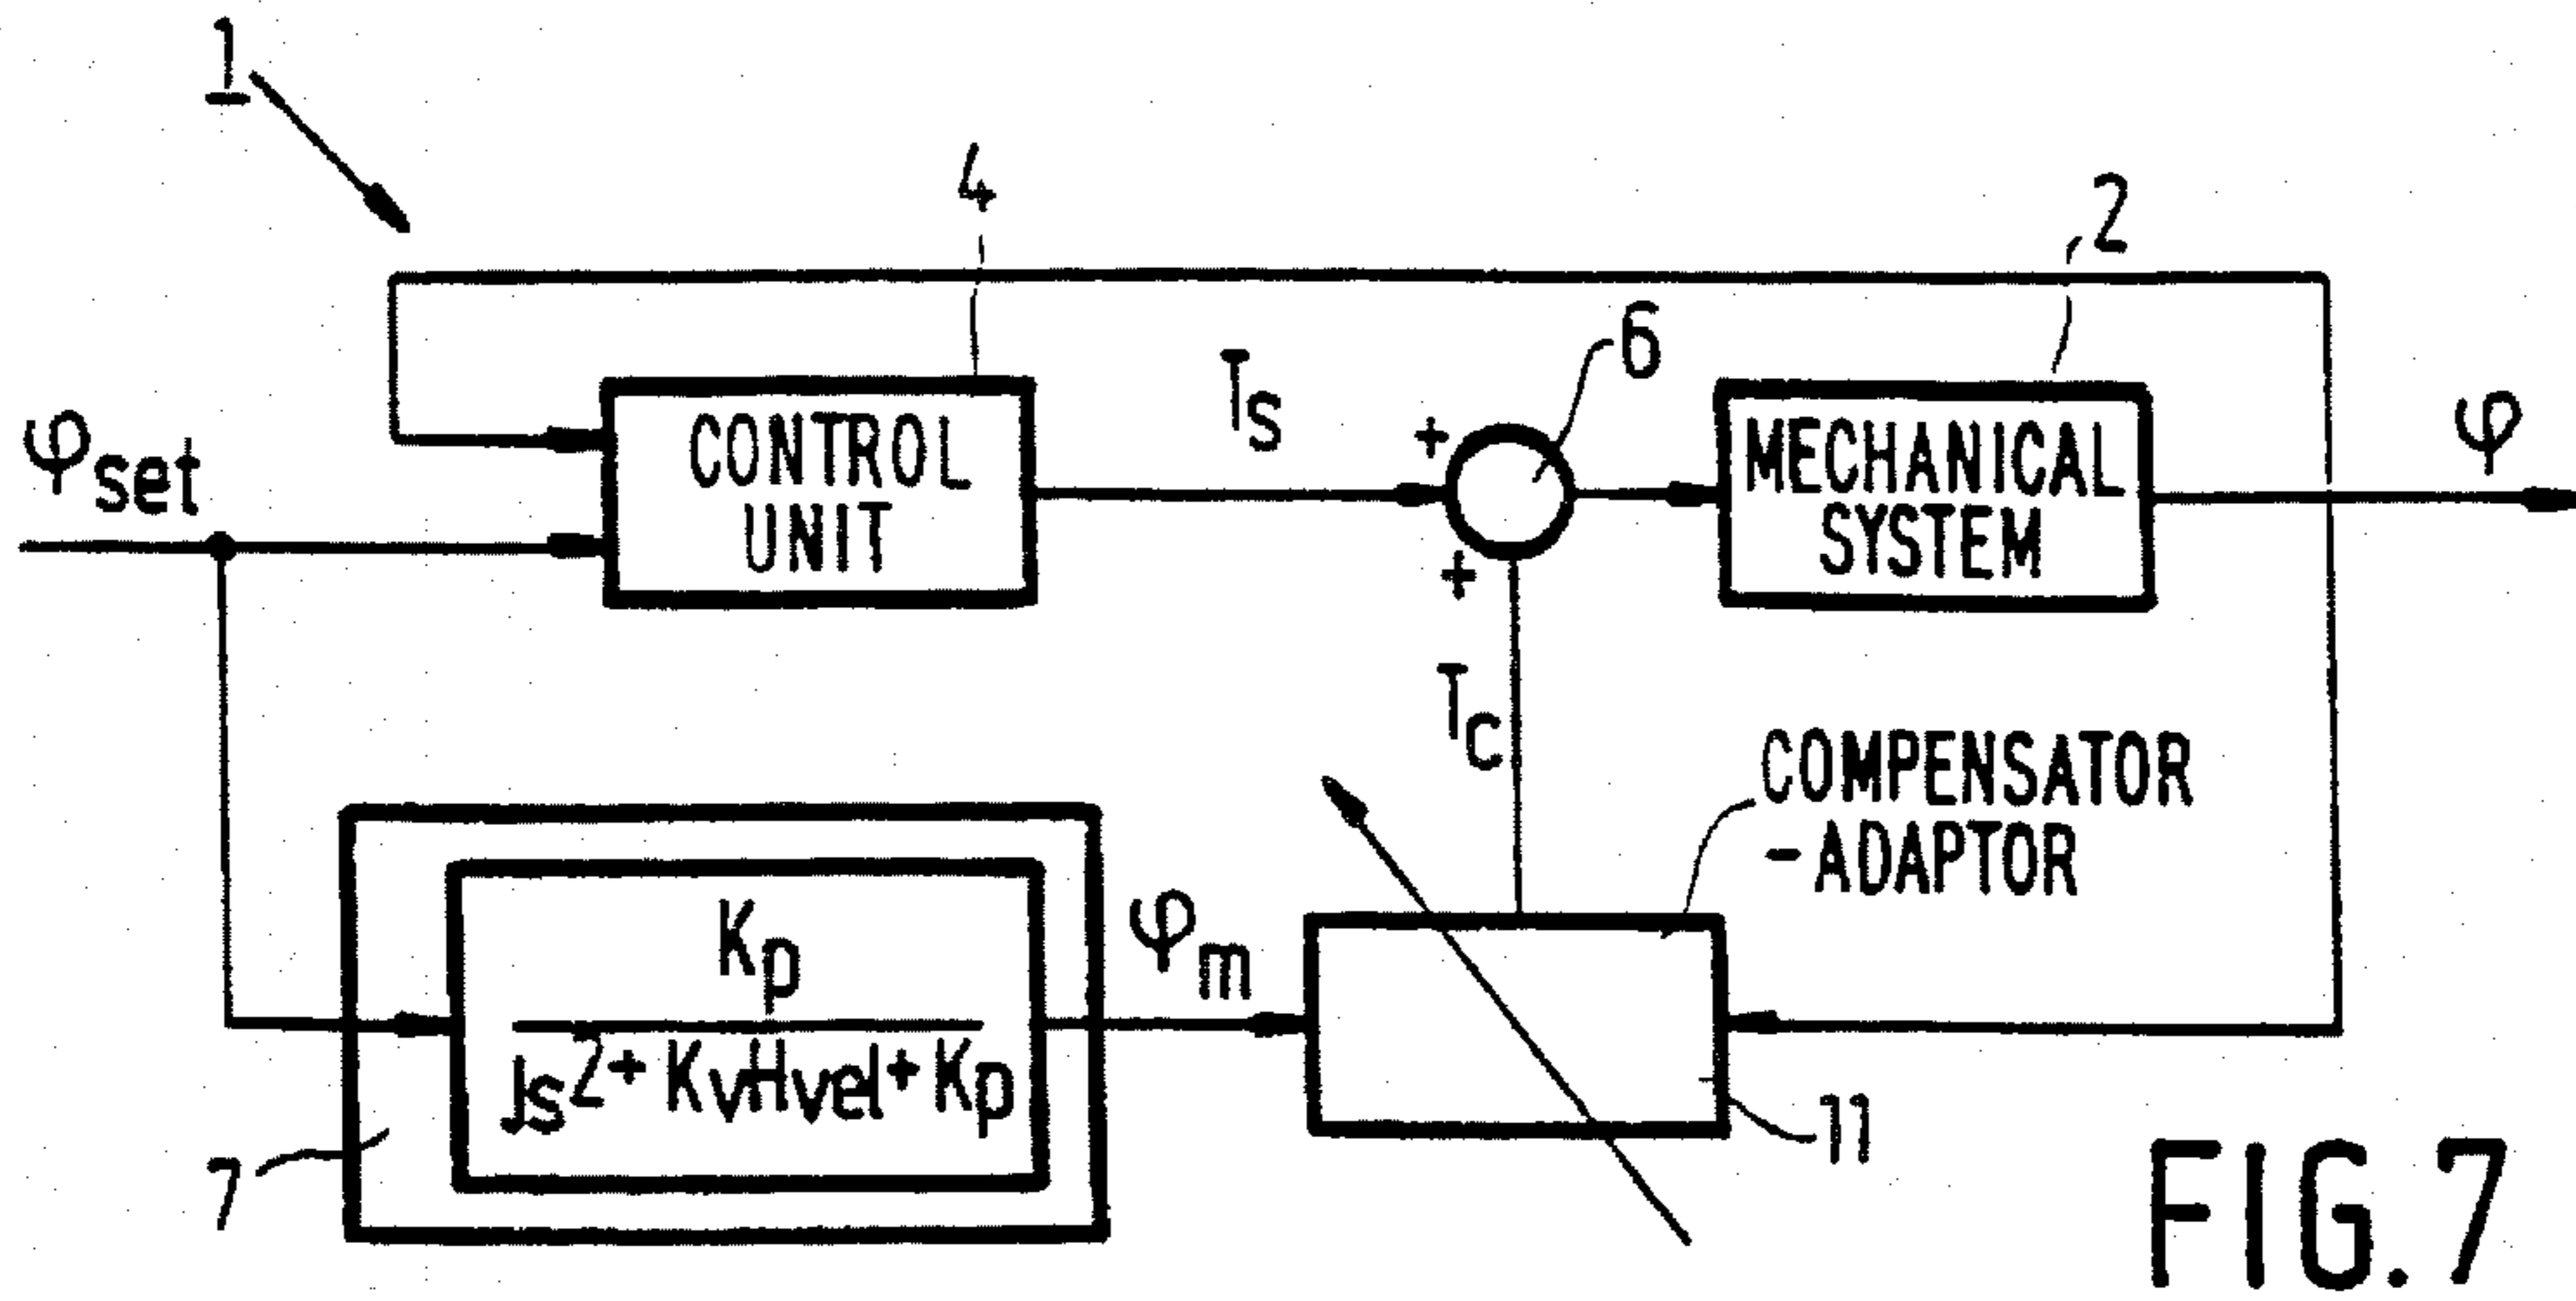 1
4
2
6
φset
CONTROL
UNIT
Ts
+
+
MECHANICAL
SYSTEM
φ
Tc
COMPENSATOR
-ADAPTOR
Kp
Js²+KvHvel+Kp
φm
7
11
FIG.7